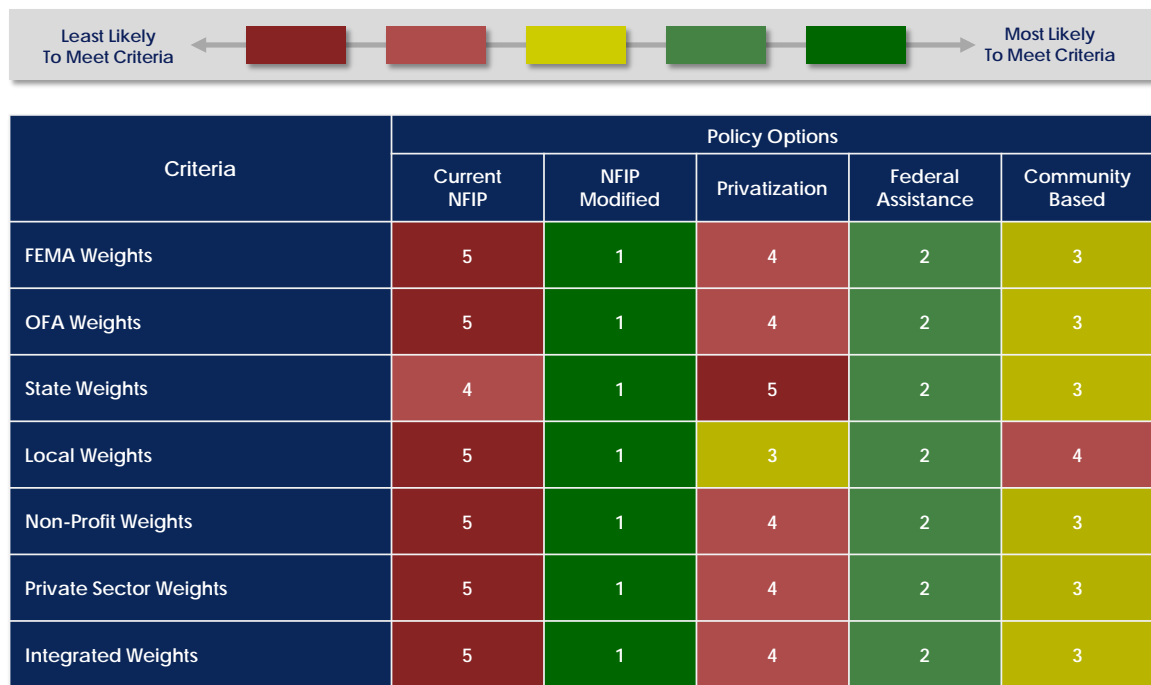 Least Likely
To Meet Criteria
Most Likely
To Meet Criteria
Criteria
Policy Options
Current
NFIP
NFIP
Modified
Privatization
Federal
Assistance
Community
Based
FEMA Weights 5 1 4 2 3
OFA Weights 5 1 4 2 3
State Weights 4 1 5 2 3
Local Weights 5 1 3 2 4
Non-Profit Weights 5 1 4 2 3
Private Sector Weights 5 1 4 2 3
Integrated Weights 5 1 4 2 3